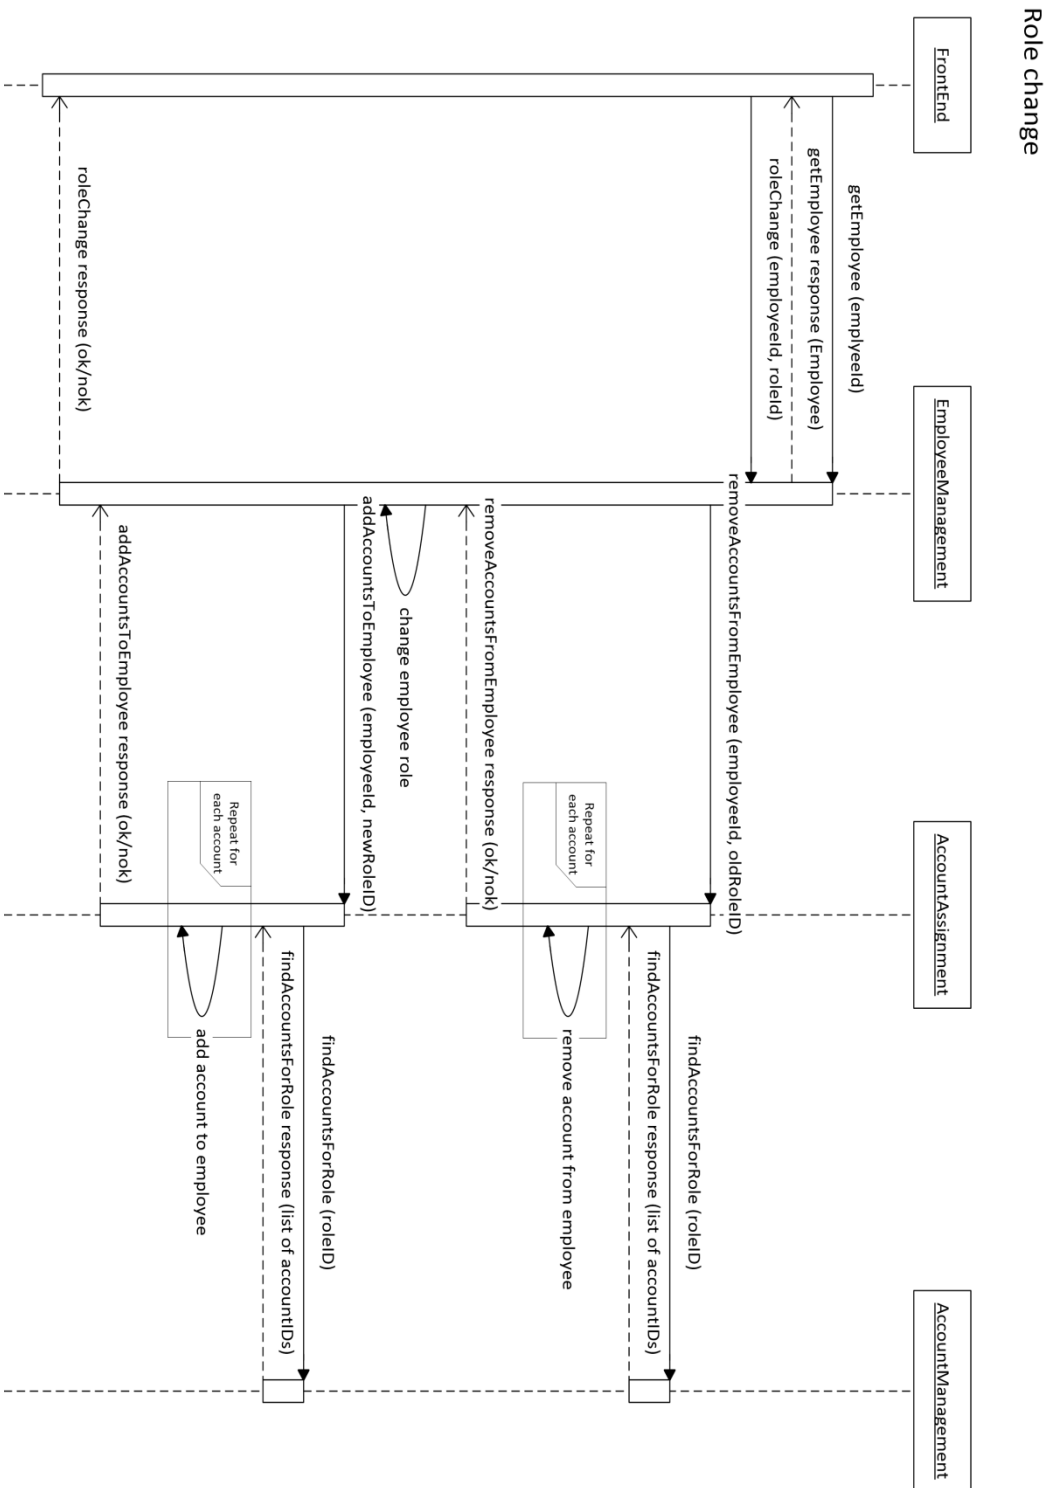 Role change
FrontEnd
EmployeeManagement
AccountAssignment
AccountManagement
getEmployee (emplyeeId)
getEmployee response (Employee)
roleChange (employeeId, roleId)
removeAccountsFromEmployee (employeeId, oldRoleID)
findAccountsForRole (roleID)
findAccountsForRole response (list of accountIDs)
Repeat for
each account
remove account from employee
removeAccountsFromEmployee response (ok/nok)
change employee role
addAccountsToEmployee (employeeId, newRoleID)
findAccountsForRole (roleID)
findAccountsForRole response (list of accountIDs)
Repeat for
each account
add account to employee
addAccountsToEmployee response (ok/nok)
roleChange response (ok/nok)